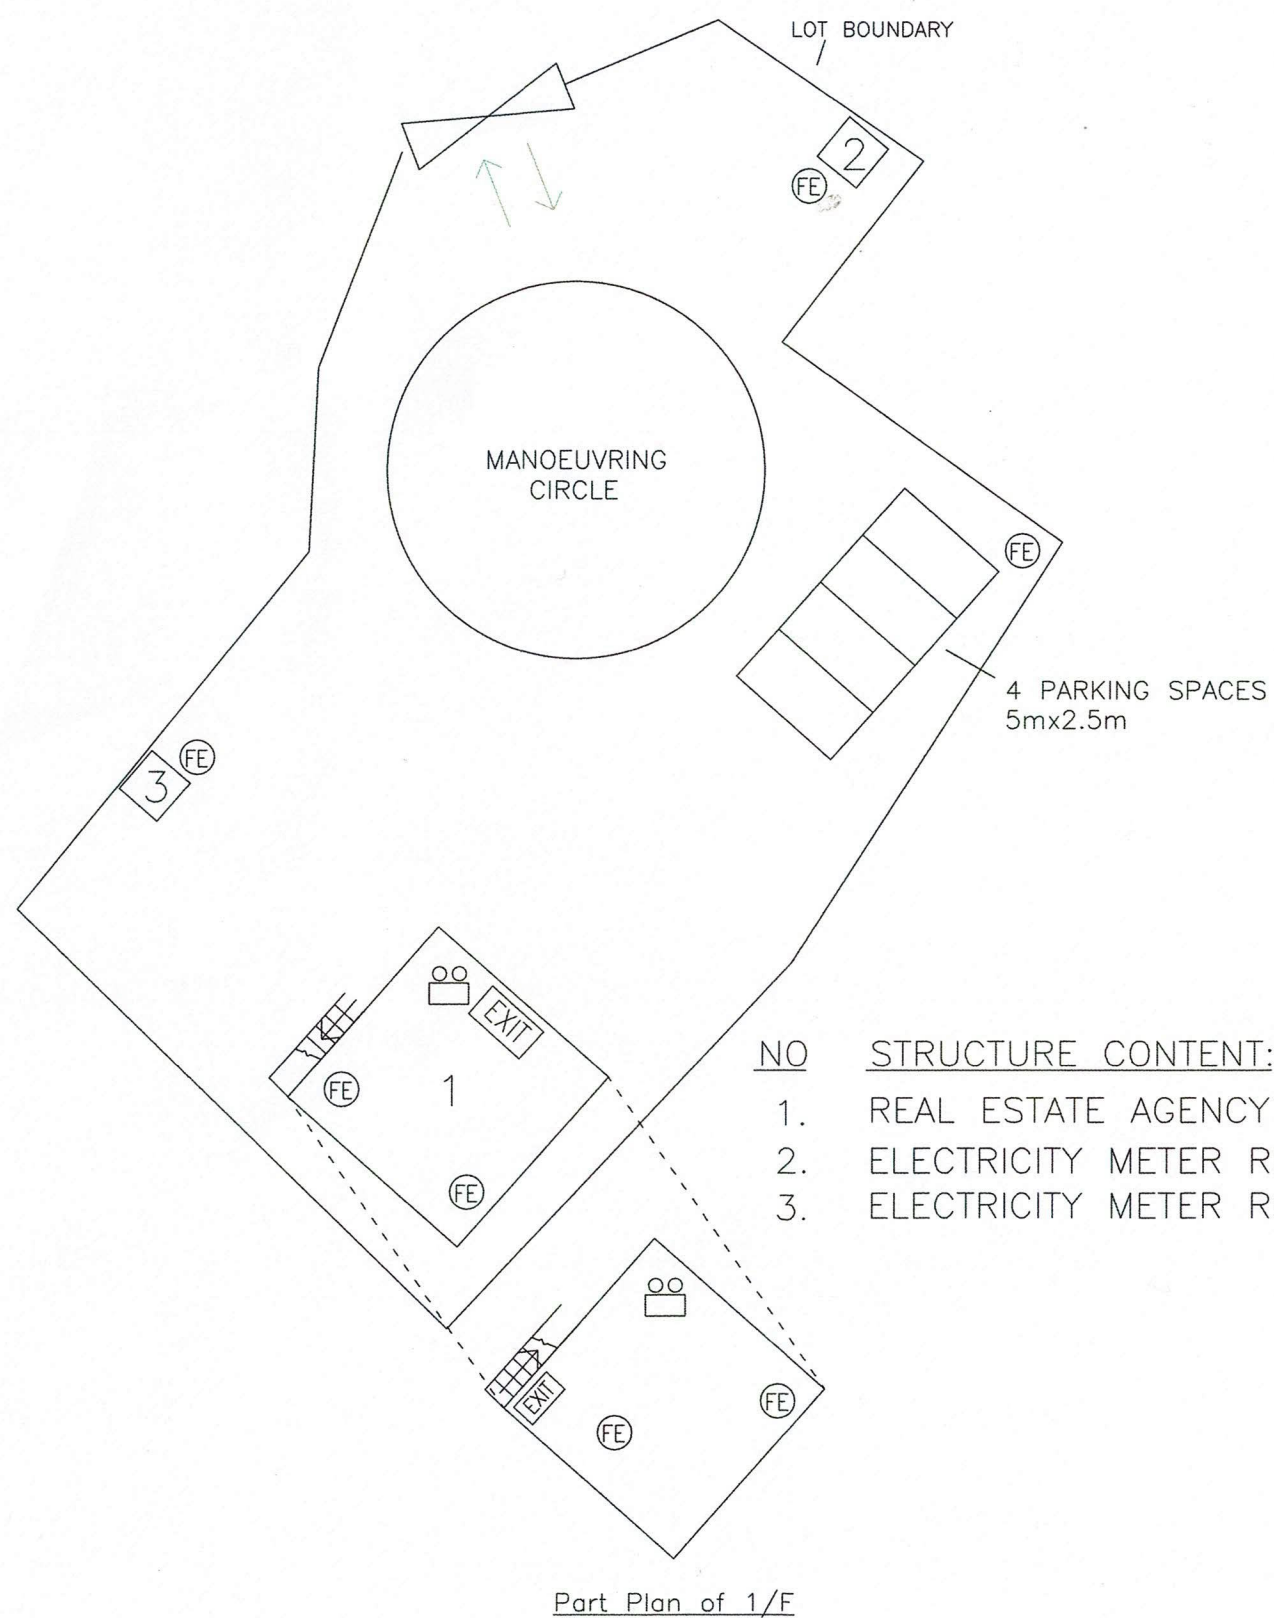 LOT BOUNDARY
2
FE
MANOEUVRING
CIRCLE
FE
4 PARKING SPACES
5mx2.5m
FE
3
EXIT
FE
1
FE
NO STRUCTURE CONTENT:
1. REAL ESTATE AGENCY
2. ELECTRICITY METER R
3. ELECTRICITY METER R
EXIT
FE
FE
Part Plan of 1/F